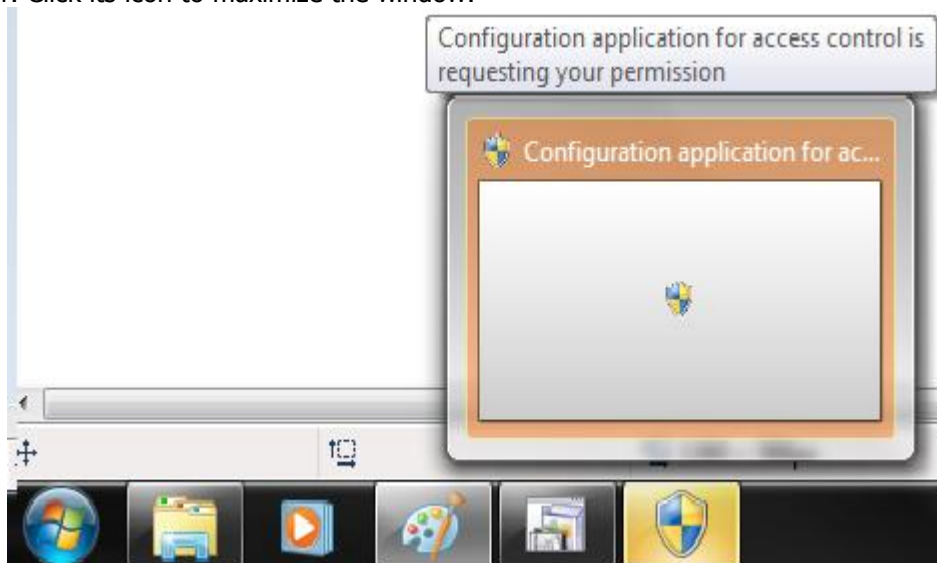 Click its icon to maximize the window.
Configuration application for access control is
requesting your permission
Configuration application for ac...